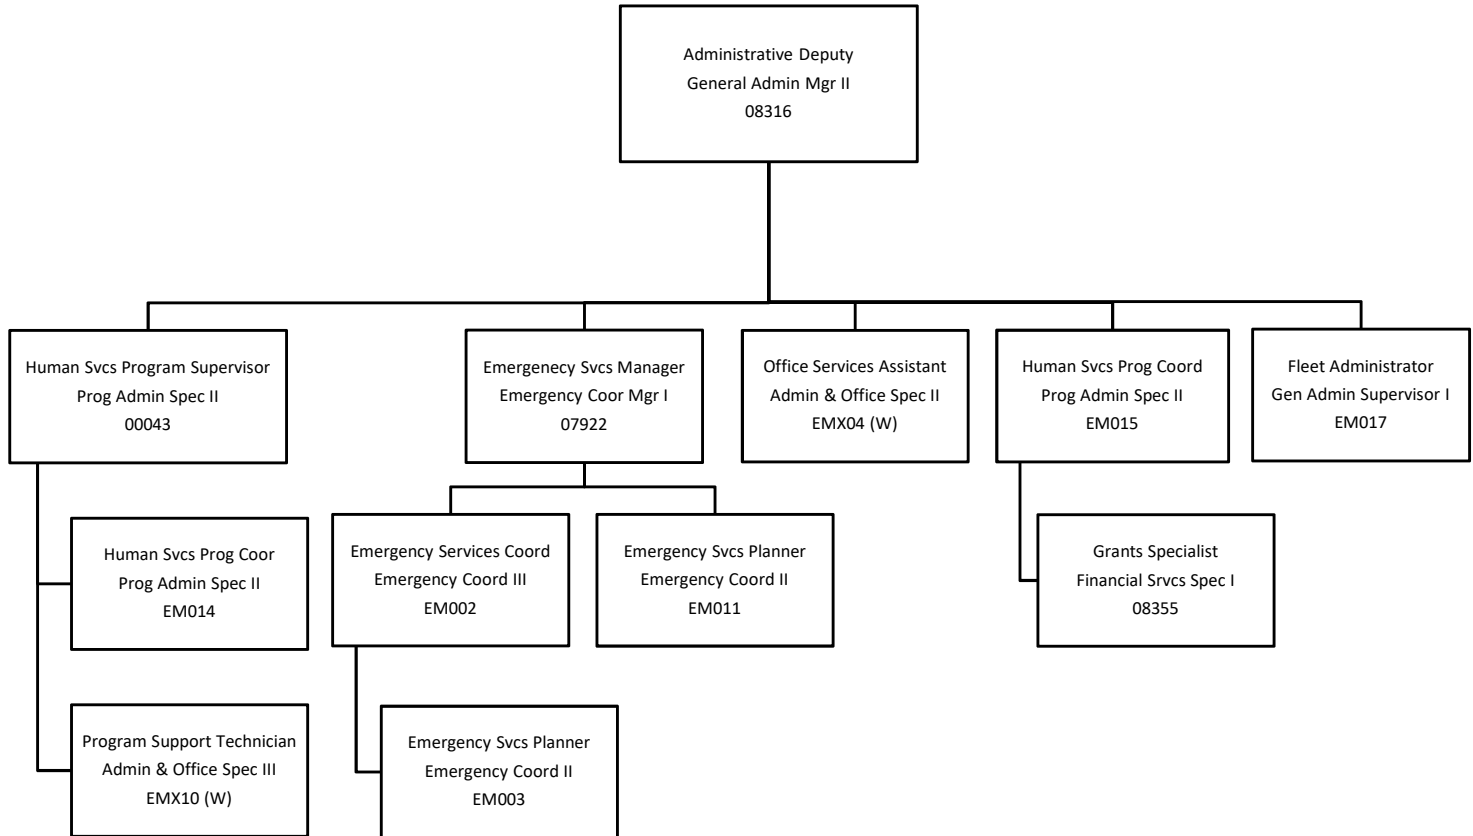 Administrative Deputy
General Admin Mgr II
08316
Human Svcs Program Supervisor
Prog Admin Spec II
00043
Emergenecy Svcs Manager
Emergency Coor Mgr I
07922
Office Services Assistant
Admin & Office Spec II
EMX04 (W)
Human Svcs Prog Coord
Prog Admin Spec II
EM015
Fleet Administrator
Gen Admin Supervisor I
EM017
Human Svcs Prog Coor
Prog Admin Spec II
EM014
Emergency Services Coord
Emergency Coord III
EM002
Emergency Svcs Planner
Emergency Coord II
EM011
Grants Specialist
Financial Srvcs Spec I
08355
Program Support Technician
Admin & Office Spec III
EMX10 (W)
Emergency Svcs Planner
Emergency Coord II
EM003